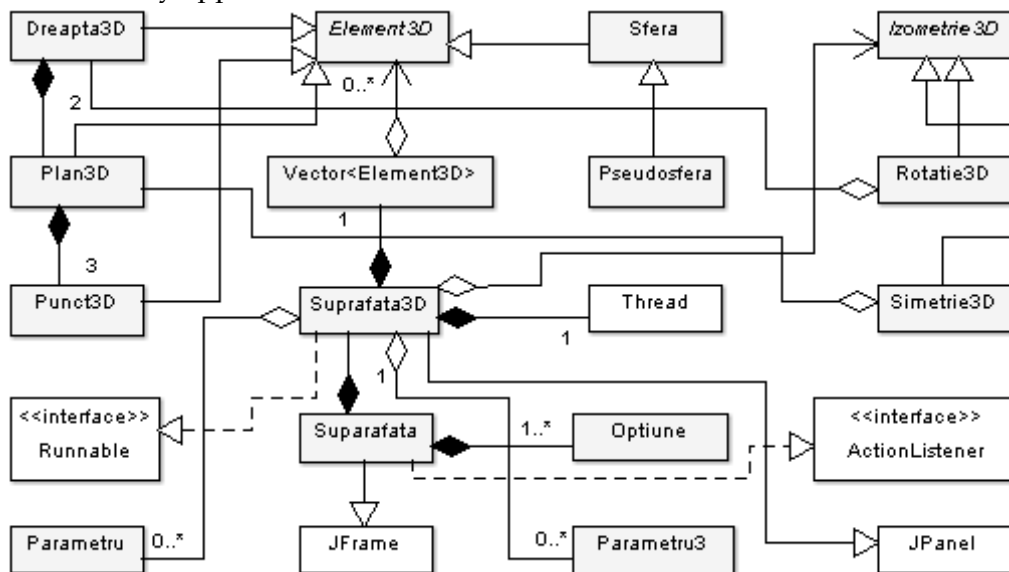 Dreapta3D
Element3D
Sfera
Izometrie3D
0..*
2
Plan3D
Vector<Element3D>
Pseudosfera
Rotatie3D
1
3
Punct3D
Suprafata3D
Thread
Simetrie3D
1
1
<<interface>>
Runnable
Suparafata
1..*
Optiune
<<interface>>
ActionListener
Parametru
0..*
JFrame
0..*
Parametru3
JPanel